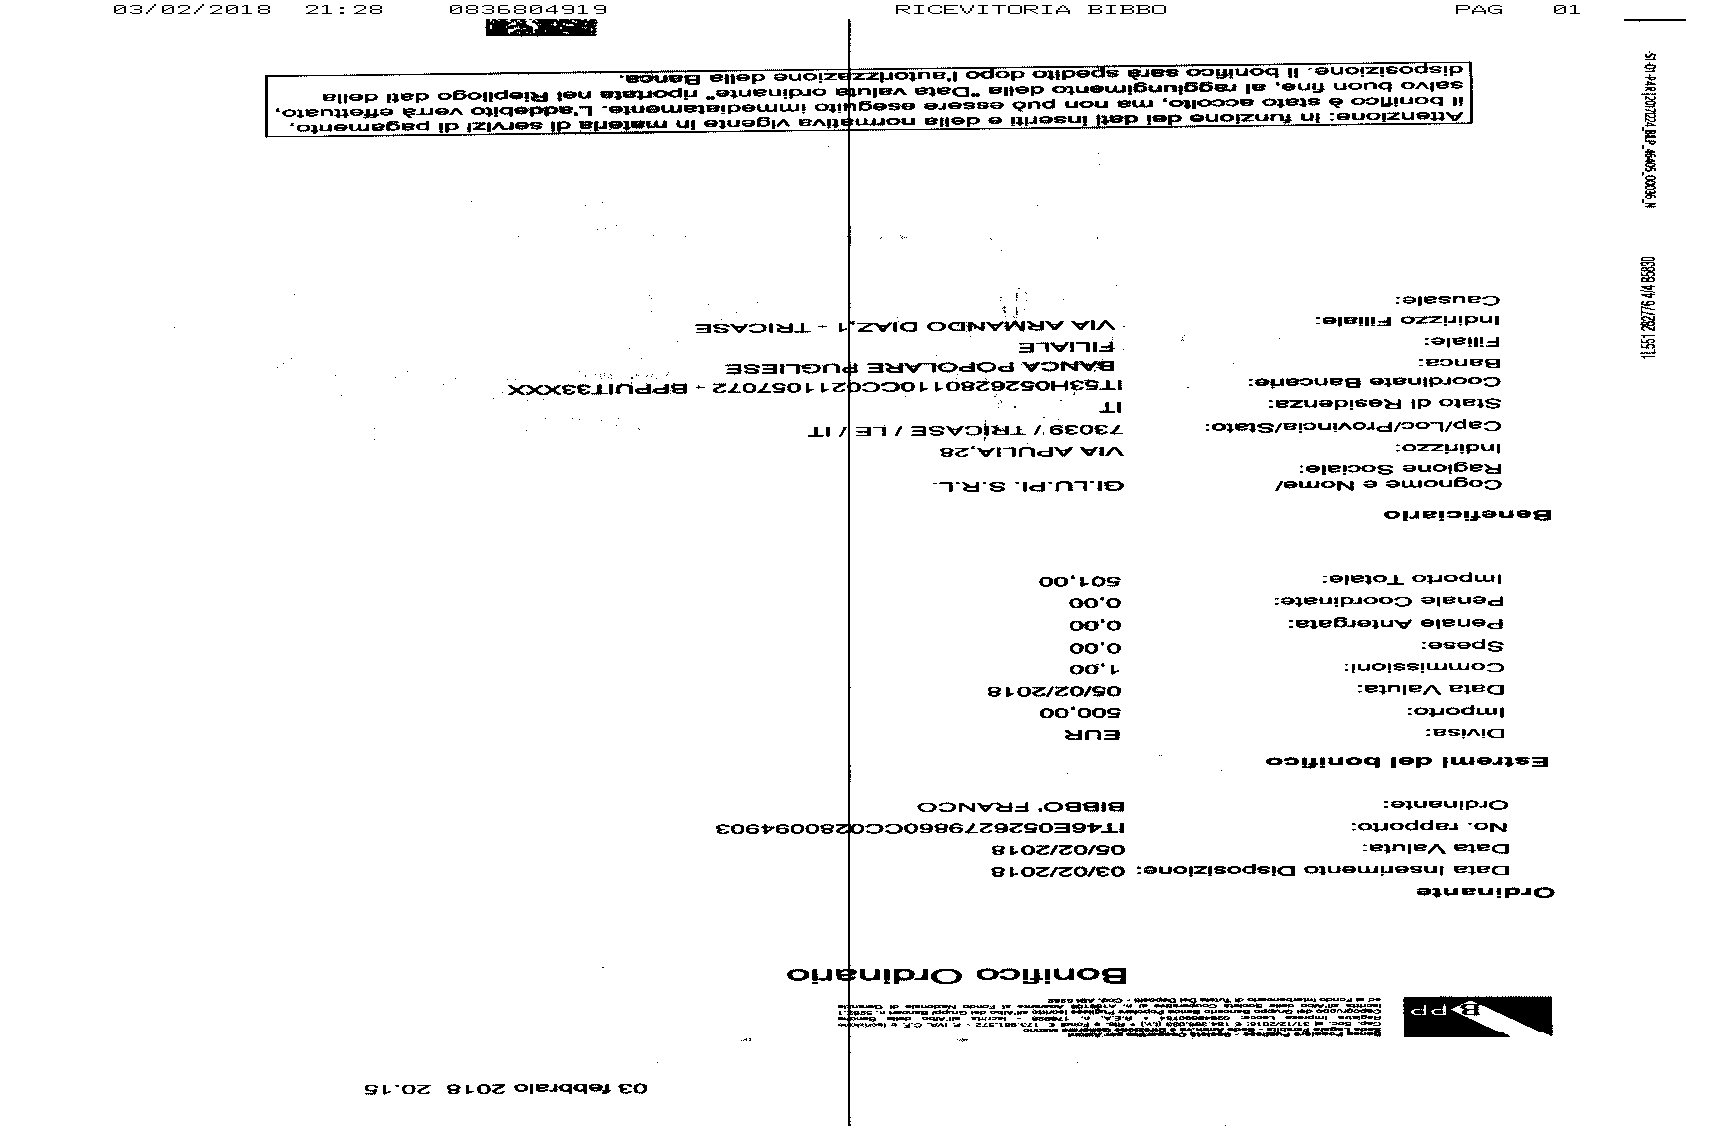 03/02/2018 21:28 0836804919 RICEVITORIA BIBBO PAG 01
03 febbraio 2018 20.15
BPP
Bonifico Ordinario
Ordinante
Data Inserimento Disposizione: 03/02/2018
Data Valuta: 05/02/2018
No. rapporto: IT46E0526279860CC0280094903
Ordinante: BIBBO' FRANCO
Estremi del bonifico
Divisa: EUR
Importo: 500,00
Data Valuta: 05/02/2018
Commissioni: 1,00
Spese: 0,00
Penale Antergata: 0,00
Penale Coordinate: 0,00
Importo Totale: 501,00
Beneficiario
Cognome e Nome/ GI.LU.PI. S.R.L.
Ragione Sociale:
Indirizzo: VIA APULIA,28
Cap/Loc/Provincia/Stato: 73039 / TRICASE / LE / IT
Stato di Residenza: IT
Coordinate Bancarie: IT53H0526280110CC0211057072 - BPPUIT33XXX
Banca: BANCA POPOLARE PUGLIESE
Filiale: FILIALE
Indirizzo Filiale: VIA ARMANDO DIAZ,1 - TRICASE
Causale:
Attenzione: in funzione dei dati inseriti e della normativa vigente in materia di servizi di pagamento,
il bonifico è stato accolto, ma non può essere eseguito immediatamente. L'addebito verrà effettuato,
salvo buon fine, al raggiungimento della "Data valuta ordinante" riportata nel Riepilogo dati della
disposizione. Il bonifico sarà spedito dopo l'autorizzazione della Banca.